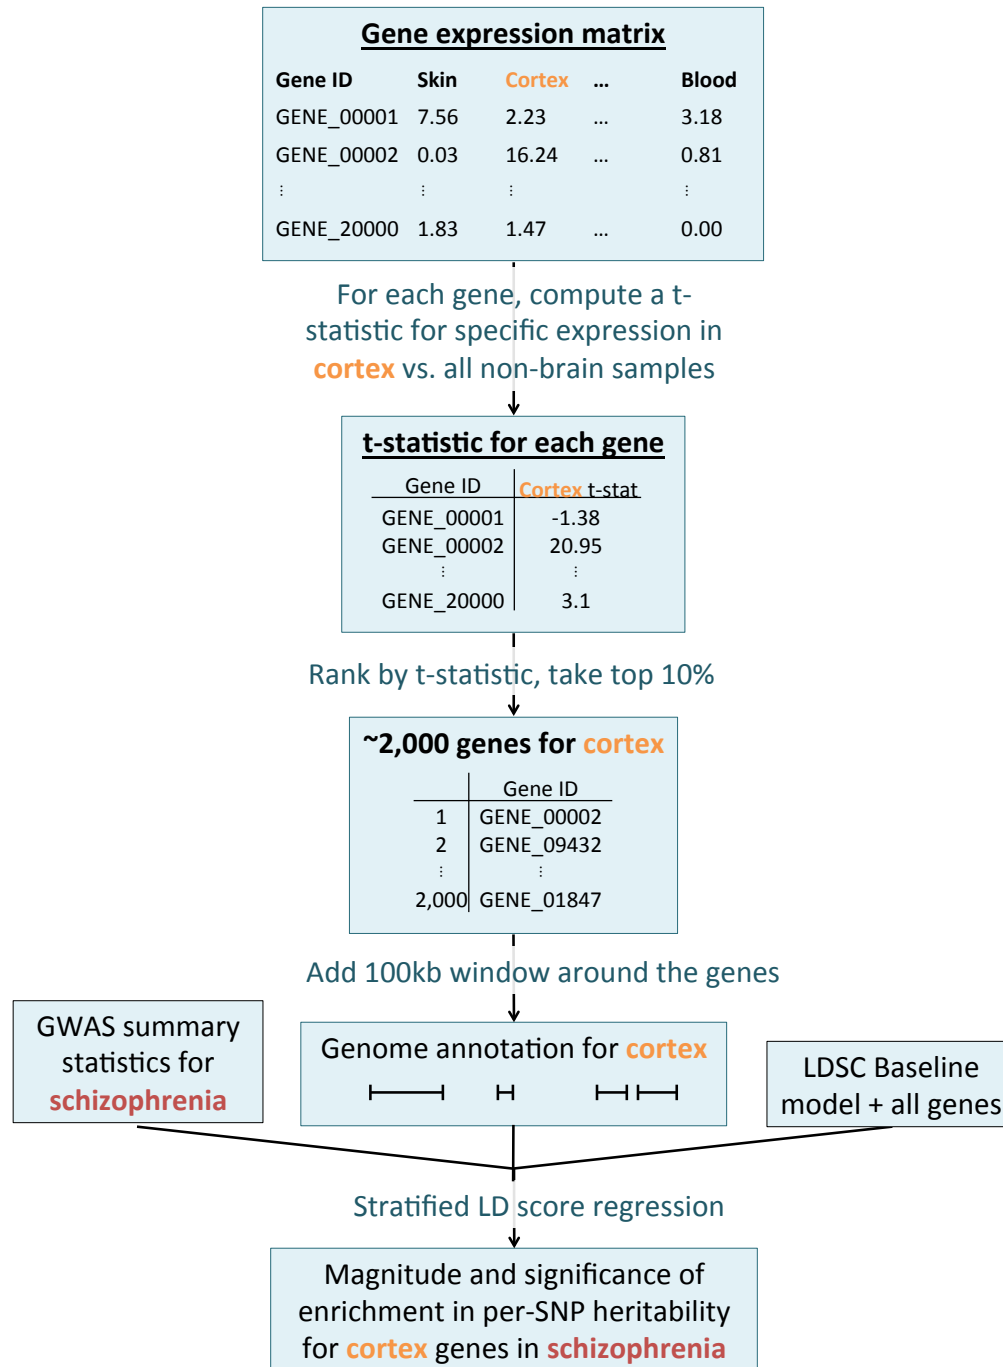 Gene expression matrix
Gene ID Skin Cortex ... Blood
GENE_00001 7.56 2.23 ... 3.18
GENE_00002 0.03 16.24 ... 0.81
⋮ ⋮ ⋮ ⋮
GENE_20000 1.83 1.47 ... 0.00
For each gene, compute a t-
statistic for specific expression in
cortex vs. all non-brain samples
t-statistic for each gene
Gene ID Cortex t-stat
GENE_00001 -1.38
GENE_00002 20.95
⋮ ⋮
GENE_20000 3.1
Rank by t-statistic, take top 10%
~2,000 genes for cortex
Gene ID
1 GENE_00002
2 GENE_09432
⋮ ⋮
2,000 GENE_01847
Add 100kb window around the genes
GWAS summary
statistics for
schizophrenia
Genome annotation for cortex
LDSC Baseline
model + all genes
Stratified LD score regression
Magnitude and significance of
enrichment in per-SNP heritability
for cortex genes in schizophrenia